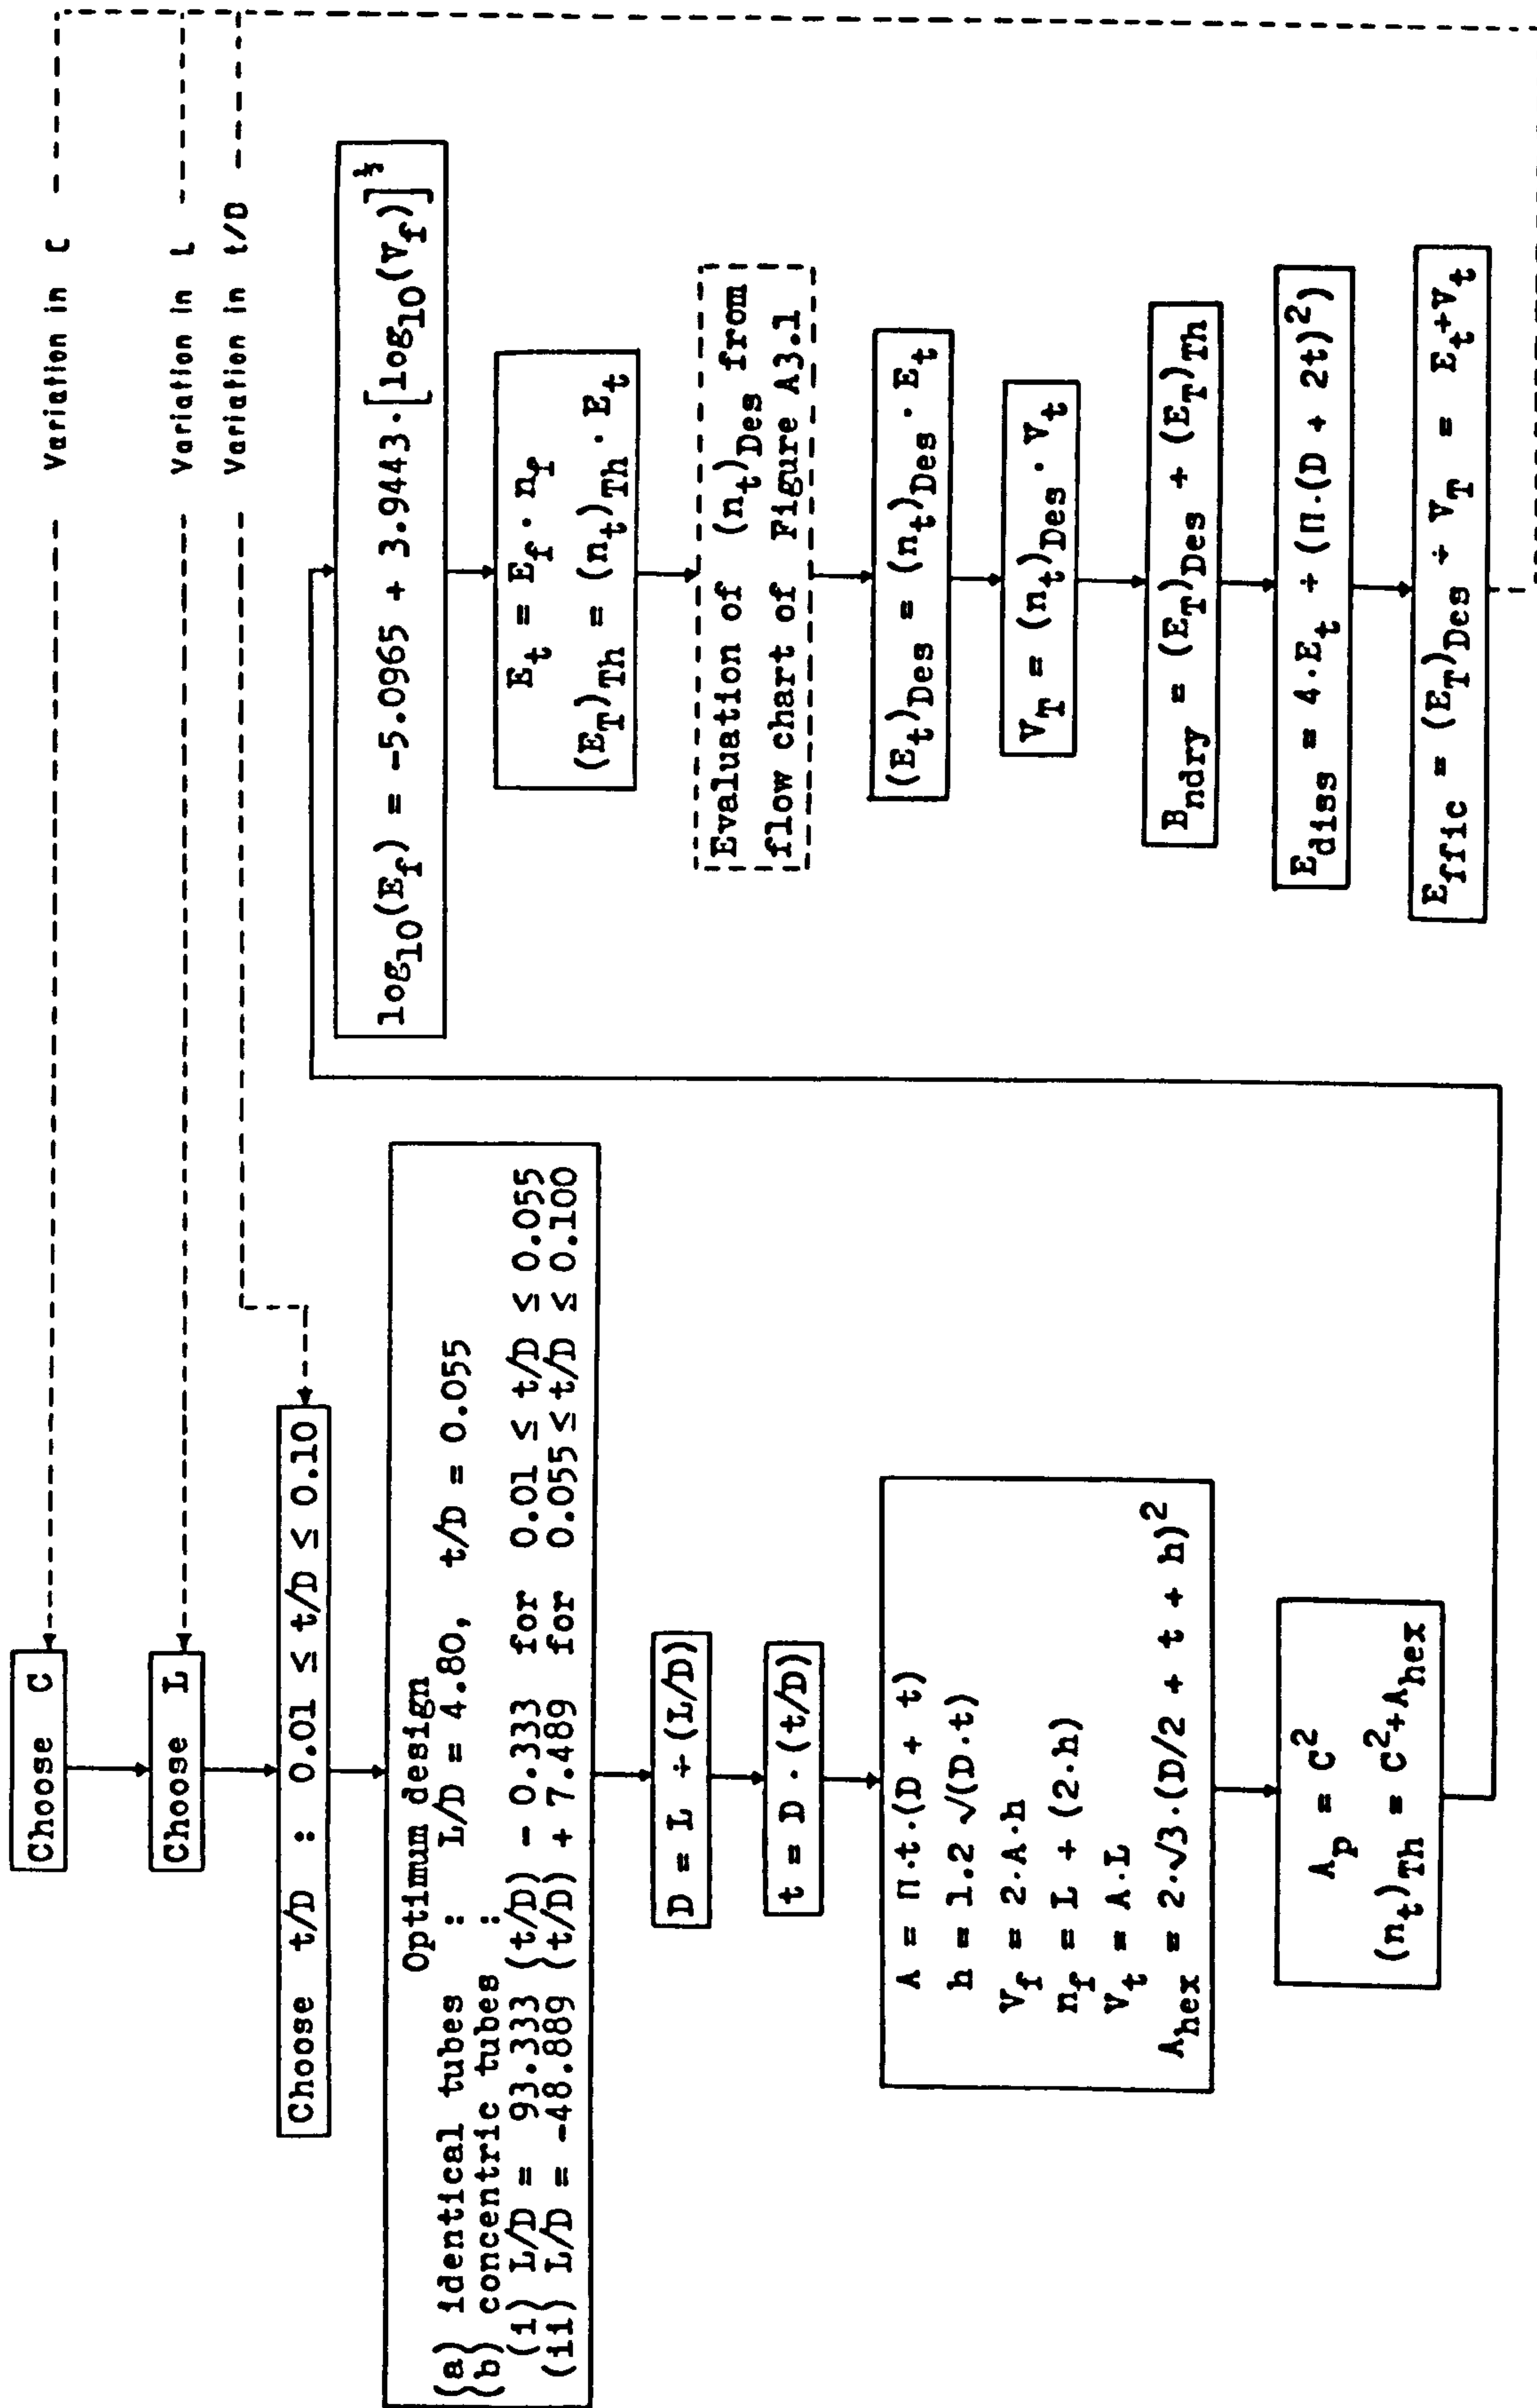 Variation in C
Variation in L
Variation in t/D
Choose C
Choose L
Choose t/D : 0.01 ≤ t/D ≤ 0.10
Optimum design
(a) identical tubes : L/D = 4.80, t/D = 0.055
(b) concentric tubes :
(i) L/D = 93.333 (t/D) - 0.333 for 0.01 ≤ t/D ≤ 0.055
(ii) L/D = -48.889 (t/D) + 7.489 for 0.055 ≤ t/D ≤ 0.100
D = L ÷ (L/D)
t = D · (t/D)
A = Π·t·(D + t)
h = 1.2 √(D·t)
V_f = 2·A·h
n_f = L ÷ (2·h)
V_t = A·L
A_hex = 2·√3·(D/2 + t + h)²
A_p = C²
(n_t)_Th = C²÷A_hex
log₁₀(E_f) = -5.0965 + 3.9443·[log₁₀(V_f)]^⅓
E_t = E_f · n_f
(E_T)_Th = (n_t)_Th · E_t
Evaluation of (n_t)_Des from
flow chart of Figure A3.1
(E_t)_Des = (n_t)_Des · E_t
V_T = (n_t)_Des · V_t
B_ndry = (E_T)_Des ÷ (E_T)_Th
E_diss = 4·E_t ÷ (Π·(D + 2t)²)
E_ffic = (E_T)_Des ÷ V_T = E_t÷V_t